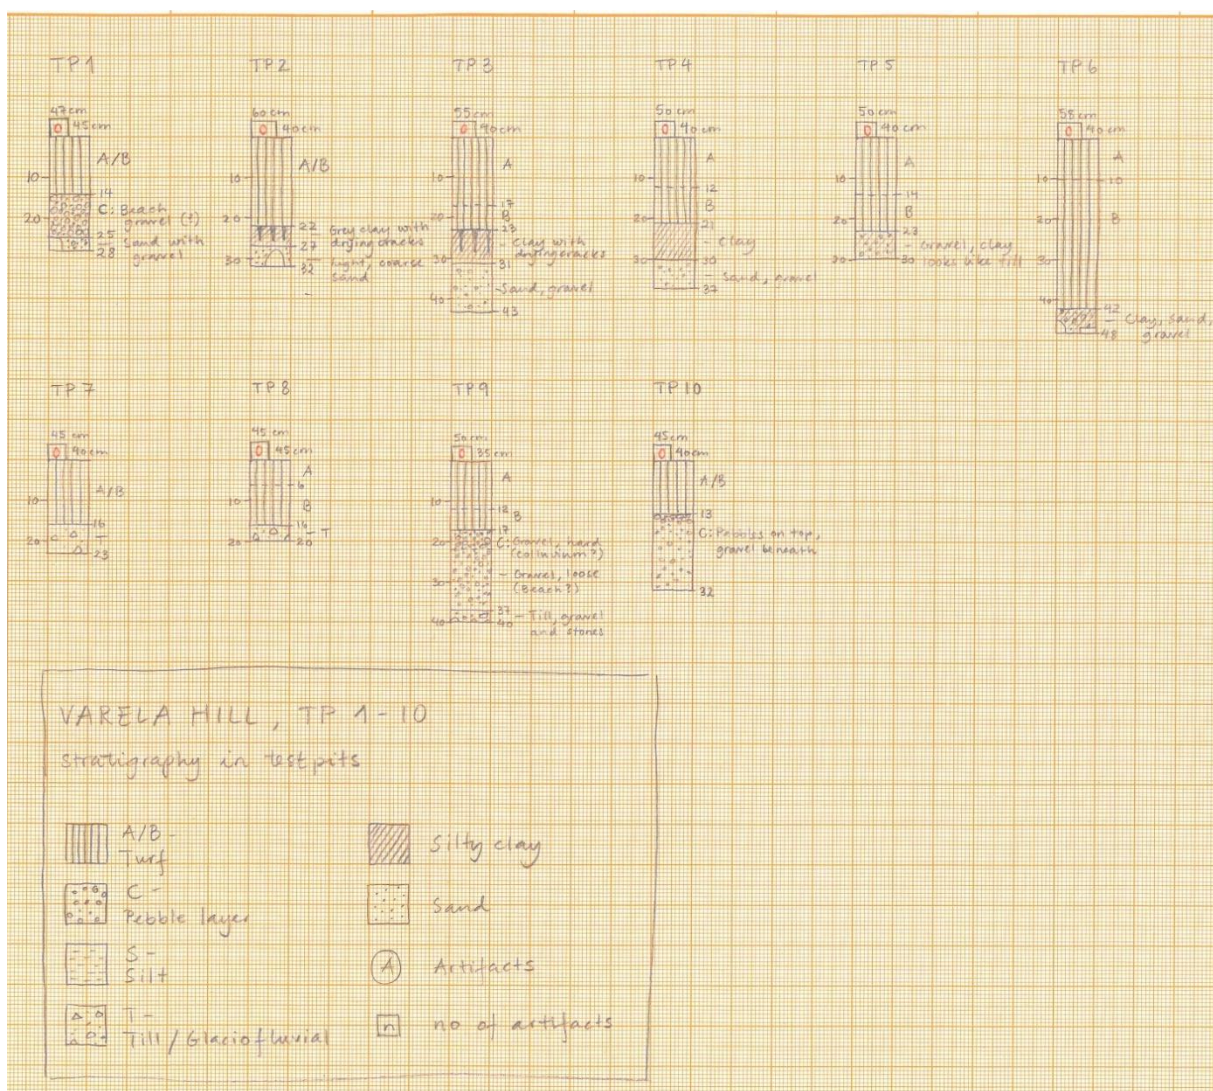 TP 1
47 cm
0 45 cm
A/B
10
14
C: Beach
gravel (!)
20
25
Sand with
gravel
28
TP 2
60 cm
0 40 cm
A/B
10
20
22
Grey clay with
drying cracks
27
Light, coarse
sand
30
32
TP 3
55 cm
0 40 cm
A
10
17
B
20
23
Clay with
drying cracks
31
Sand, gravel
40
43
TP 4
50 cm
0 40 cm
A
10
12
B
21
Clay
30
30
Sand, gravel
37
TP 5
50 cm
0 40 cm
A
10
14
B
20
23
Gravel, clay
looks like till
30
TP 6
58 cm
0 40 cm
A
10
10
20
B
30
40
42
Clay, sand,
gravel
48
TP 7
45 cm
0 40 cm
A/B
10
16
T
20
23
TP 8
45 cm
0 45 cm
A
6
10
B
16
T
20
20
TP 9
50 cm
0 35 cm
A
10
12 B
17
20
C: Gravel, hard
(colluvium?)
Gravel, loose
(Beach?)
30
37
Till, gravel
and stones
40
40
TP 10
45 cm
0 40 cm
A/B
13
C: Pebbles on top,
gravel beneath
32
VARELA HILL, TP 1-10
stratigraphy in testpits
A/B -
Turf
C -
Pebble layer
S -
Silt
T -
Till / Glaciofluvial
Silty clay
Sand
A Artifacts
n no of artifacts